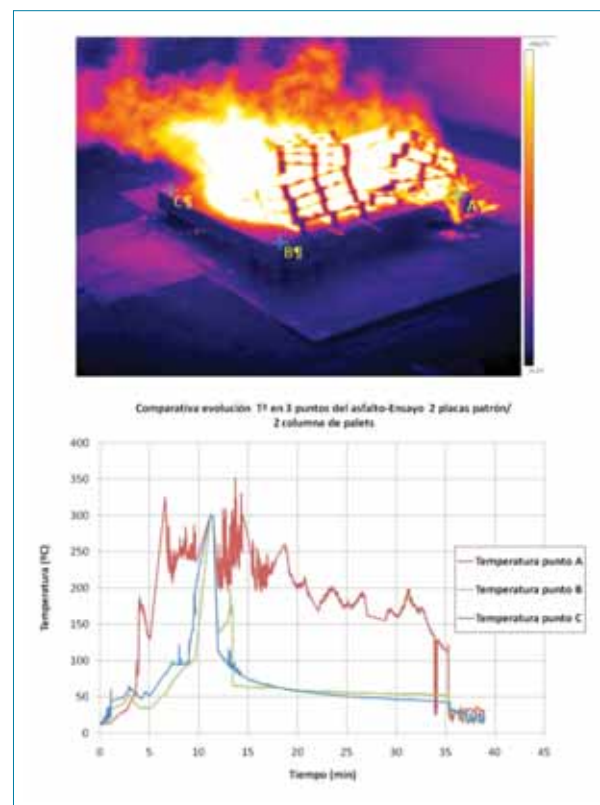 C¶
A¶
B¶
Comparativa evolución Tª en 3 puntos del asfalto-Ensayo 2 placas patrón/
2 columna de palets
Temperatura (ºC)
400
350
300
250
200
150
100
50
0
0 5 10 15 20 25 30 35 40 45
Tiempo (min)
Temperatura punto A
Temperatura punto B
Temperatura punto C